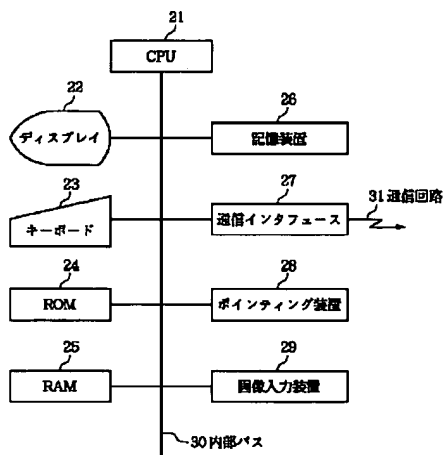 21
CPU
22
ディスプレイ
26
記憶装置
23
キーボード
27
通信インタフェース
31 通信回路
24
ROM
28
ポインティング装置
25
RAM
29
画像入力装置
30 内部バス